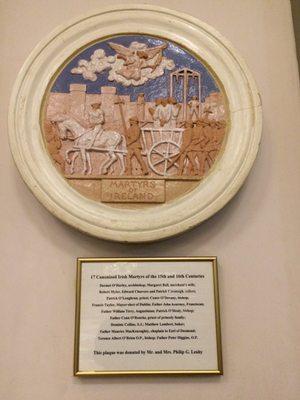 MARTYRS OF
IRELAND
17 Canonized Irish Martyrs of the 15th and 16th Centuries
Dermot O'Hurley, archbishop; Margaret Ball, merchant's wife,
Robert Myler, Edward Cheevers and Patrick Cavanagh, sailors;
Patrick O'Loughran, priest; Conor O'Devany, bishop;
Francis Taylor, Mayor-sheet of Dublin; Father John Kearney, Franciscan;
Father William Tirry, Augustinian; Patrick O'Healy, bishop;
Father Conn O'Rourke, priest of princely family;
Dominic Collins, S.J.; Matthew Lambert, baker;
Father Maurice MacKenraghty, chaplain to Earl of Desmond;
Terence Albert O'Brien O.P., bishop; Father Peter Higgins, O.P.
This plaque was donated by Mr. and Mrs. Philip G.